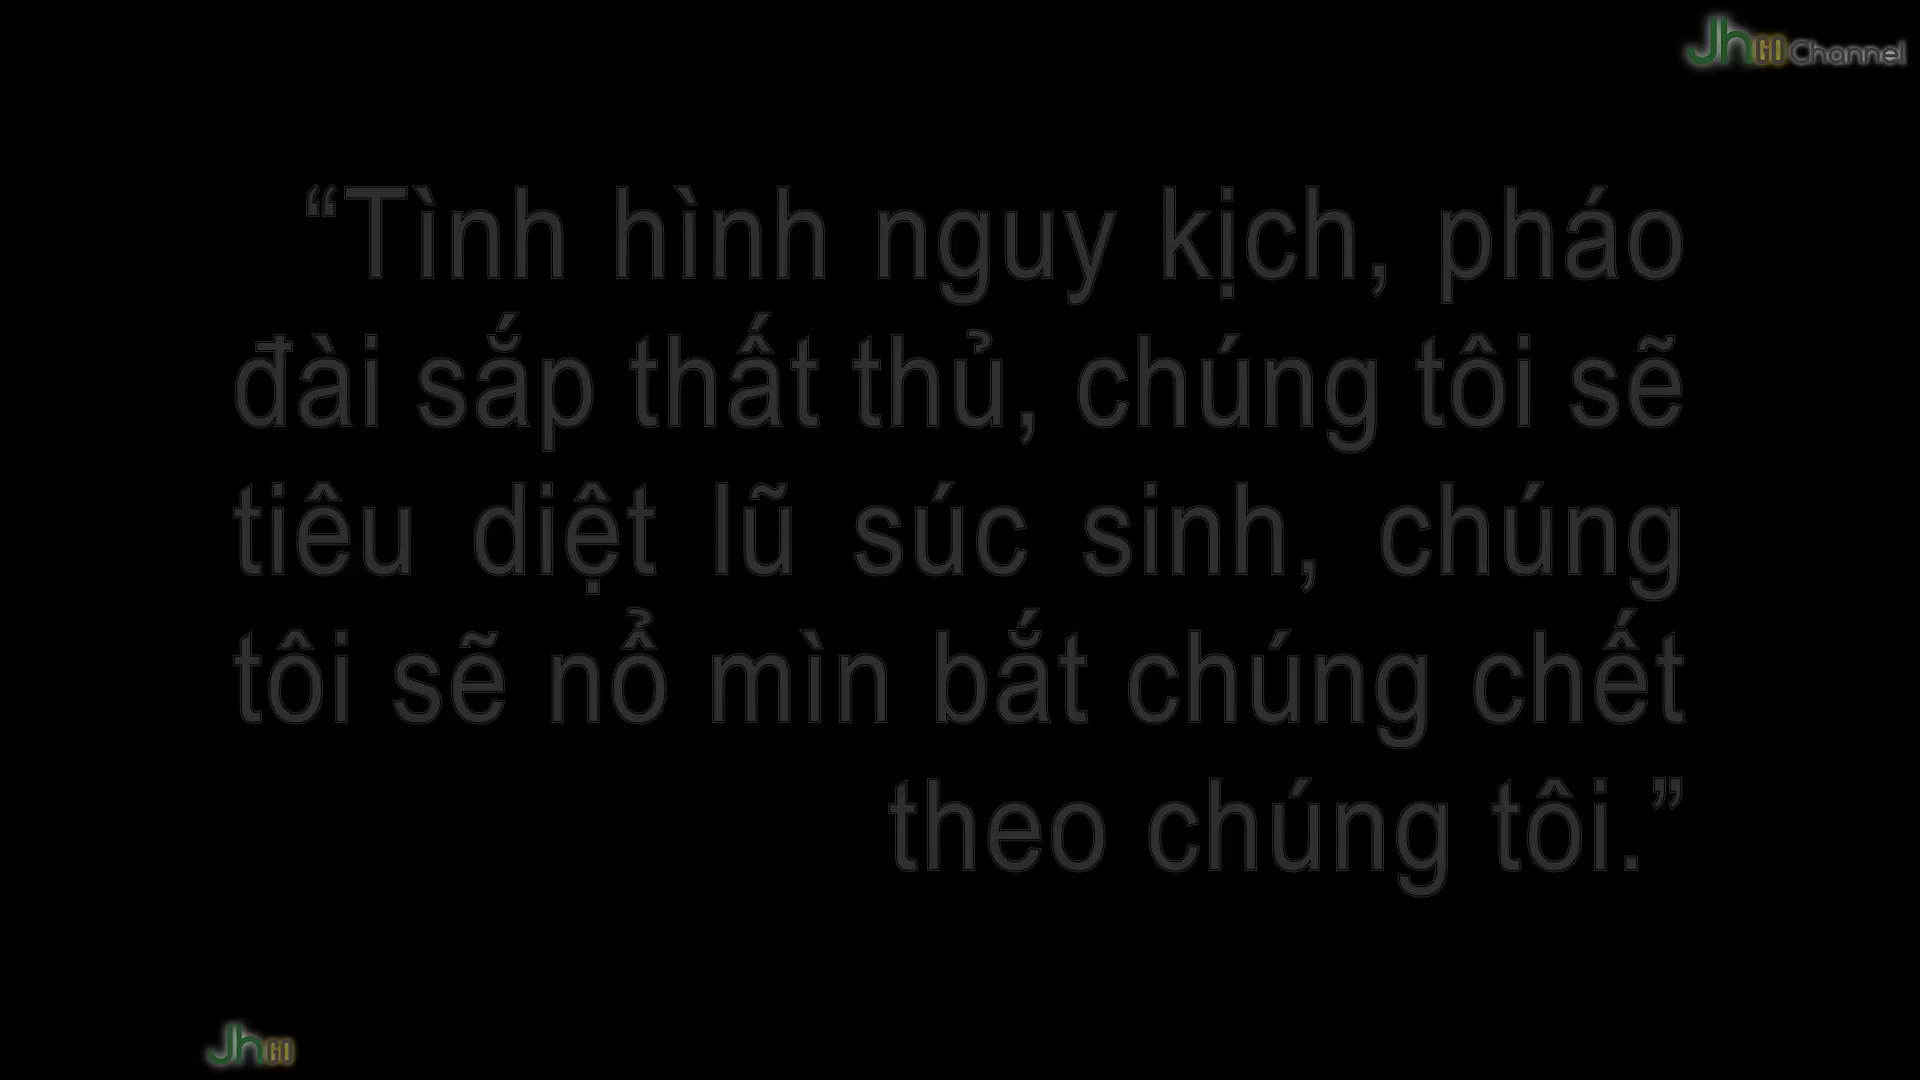 JhGO Channel
“Tình hình nguy kịch, pháo
đài sắp thất thủ, chúng tôi sẽ
tiêu diệt lũ súc sinh, chúng
tôi sẽ nổ mìn bắt chúng chết
theo chúng tôi.”
JhGO